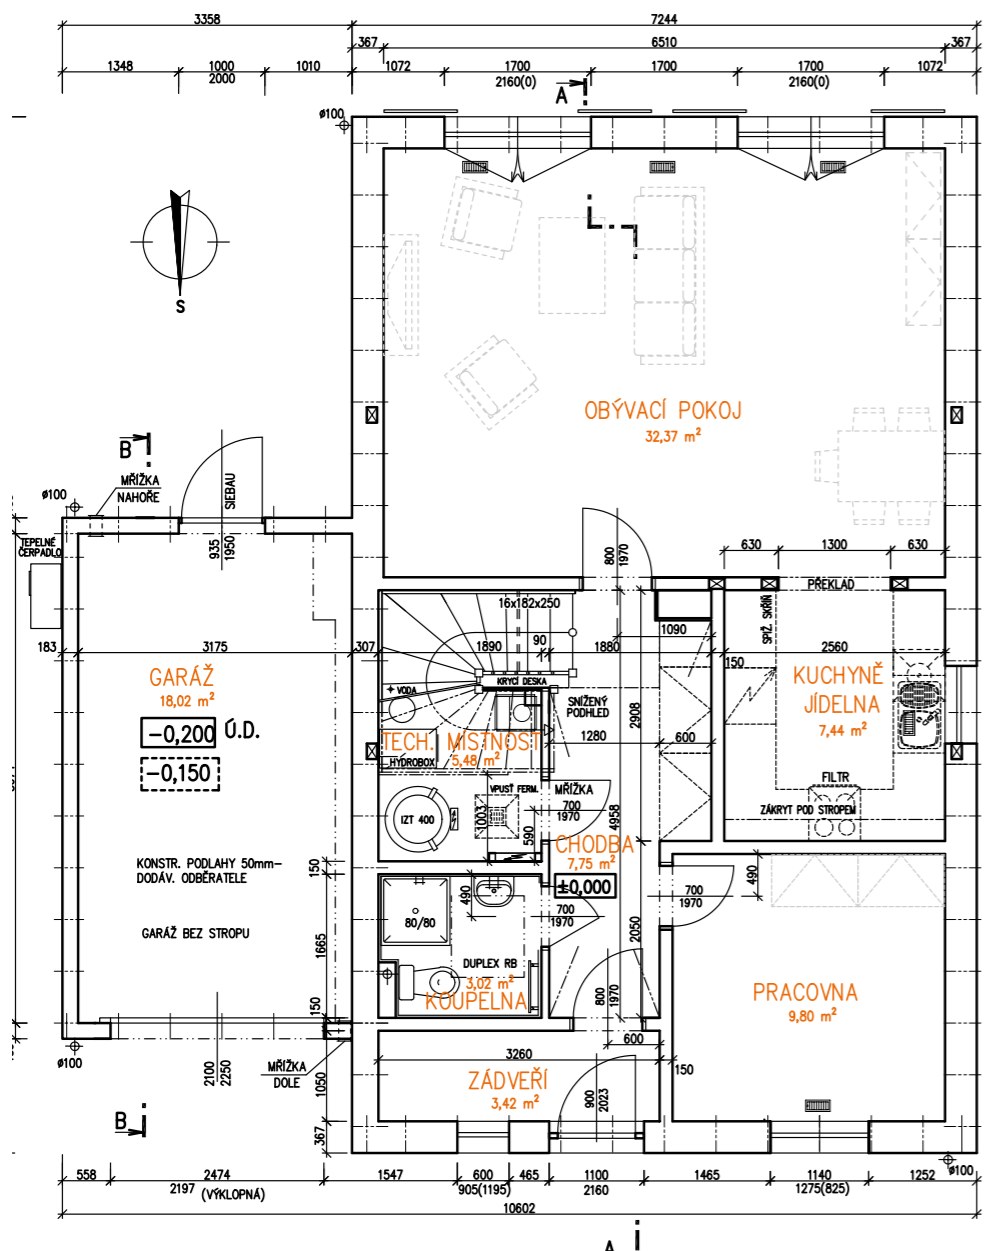 3358
7244
367
6510
367
1348
1000
2000
1010
1072
1700
2160(0)
1700
1700
2160(0)
1072
A
ø100
S
OBÝVACÍ POKOJ
32,37 m²
B
MŘÍŽKA
NAHOŘE
ø100
SIEBAU
TEPELNÉ
ČERPADLO
935
1950
800
1970
630
1300
630
PŘEKLAD
16x182x250
SPIŽ. SKŘÍŇ
1090
183
3175
307
1890
90
1880
150
2560
GARÁŽ
18,02 m²
KRYCÍ DESKA
VODA
SNÍŽENÝ
PODHLED
2908
KUCHYNĚ
JÍDELNA
7,44 m²
-0,200 Ú.D.
-0,150
TECH. MÍSTNOST
5,48 m²
1280
600
HYDROBOX
VPUSŤ FERM.
MŘÍŽKA
FILTR
ZÁKRYT POD STROPEM
IZT 400
1003
590
700
1970
4958
CHODBA
7,75 m²
±0,000
KONSTR. PODLAHY 50mm-
DODÁV. ODBĚRATELE
150
490
700
1970
490
80/80
700
1970
2050
GARÁŽ BEZ STROPU
1665
DUPLEX RB
3,02 m²
KOUPELNA
800
1970
PRACOVNA
9,80 m²
150
600
ø100
2100
2250
MŘÍŽKA
DOLE
1050
3260
150
ZÁDVEŘÍ
3,42 m²
900
2023
B
367
ø100
558
2474
2197 (VÝKLOPNÁ)
1547
600
905(1195)
465
1100
2160
1465
1140
1275(825)
1252
10602
A